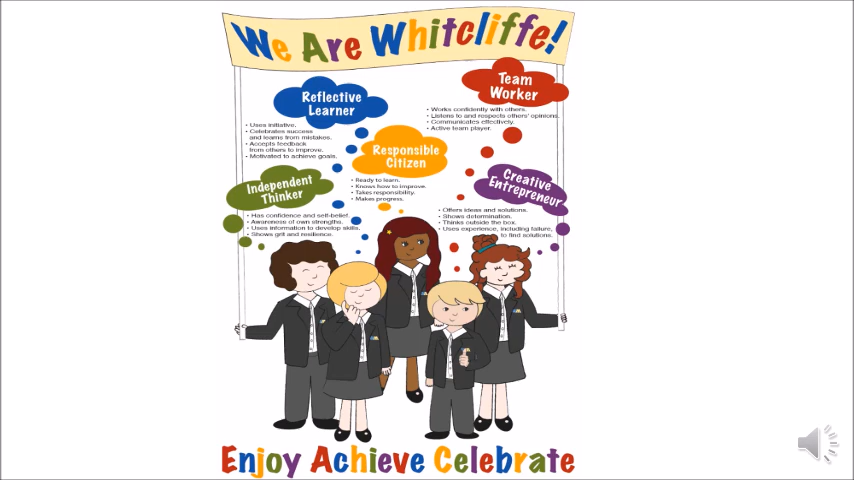 We Are Whitcliffe!
Team
Worker
• Works confidently with others.
• Listens to and respects others' opinions.
• Communicates effectively.
• Active team player.
Reflective
Learner
• Uses initiative.
• Celebrates success
and learns from mistakes.
• Accepts feedback
from others to improve.
• Motivated to achieve goals.
Responsible
Citizen
• Ready to learn.
• Knows how to improve.
• Takes responsibility.
• Makes progress.
Independent
Thinker
• Has confidence and self-belief.
• Awareness of own strengths.
• Uses information to develop skills.
• Shows grit and resilience.
Creative
Entrepreneur
• Offers ideas and solutions.
• Shows determination.
• Thinks outside the box.
• Uses experience, including failure,
to find solutions.
Enjoy Achieve Celebrate